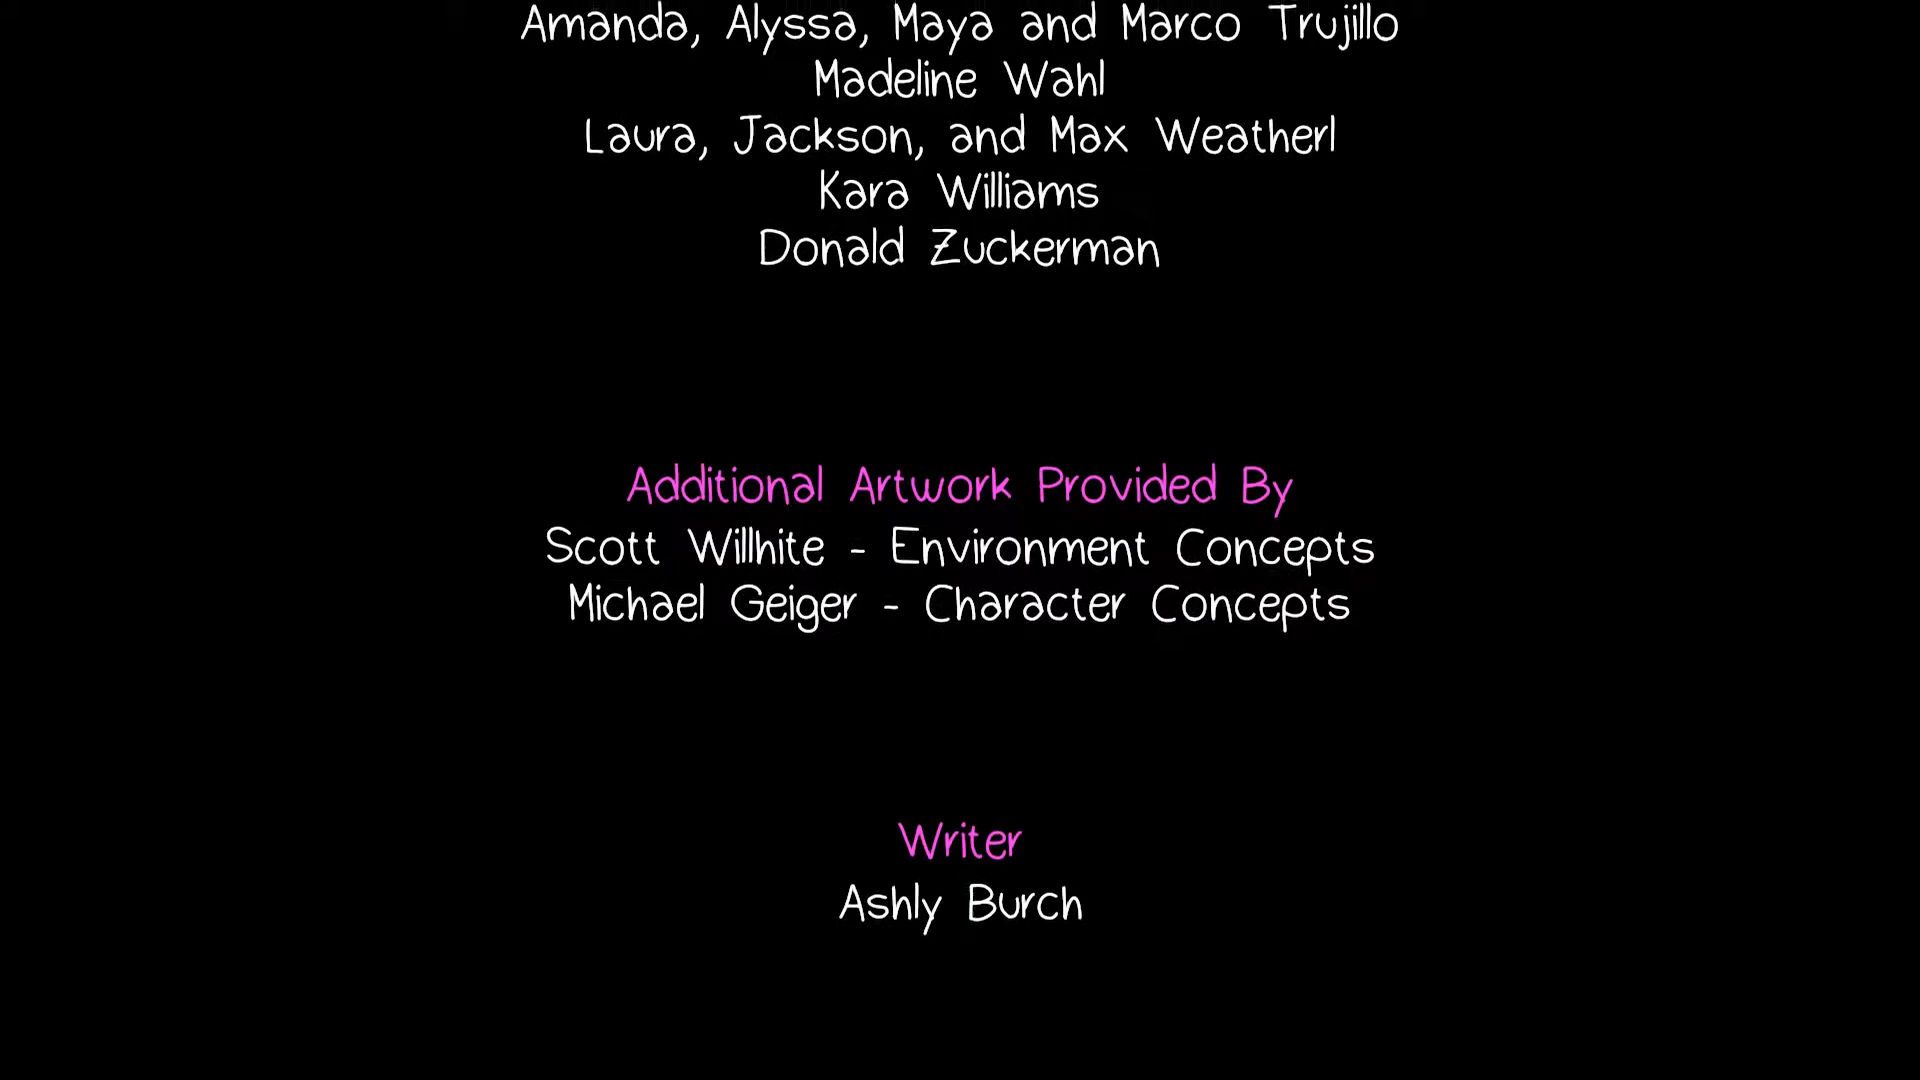 Amanda, Alyssa, Maya and Marco Trujillo
Madeline Wahl
Laura, Jackson, and Max Weatherl
Kara Williams
Donald Zuckerman
Additional Artwork Provided By
Scott Willhite - Environment Concepts
Michael Geiger - Character Concepts
Writer
Ashly Burch